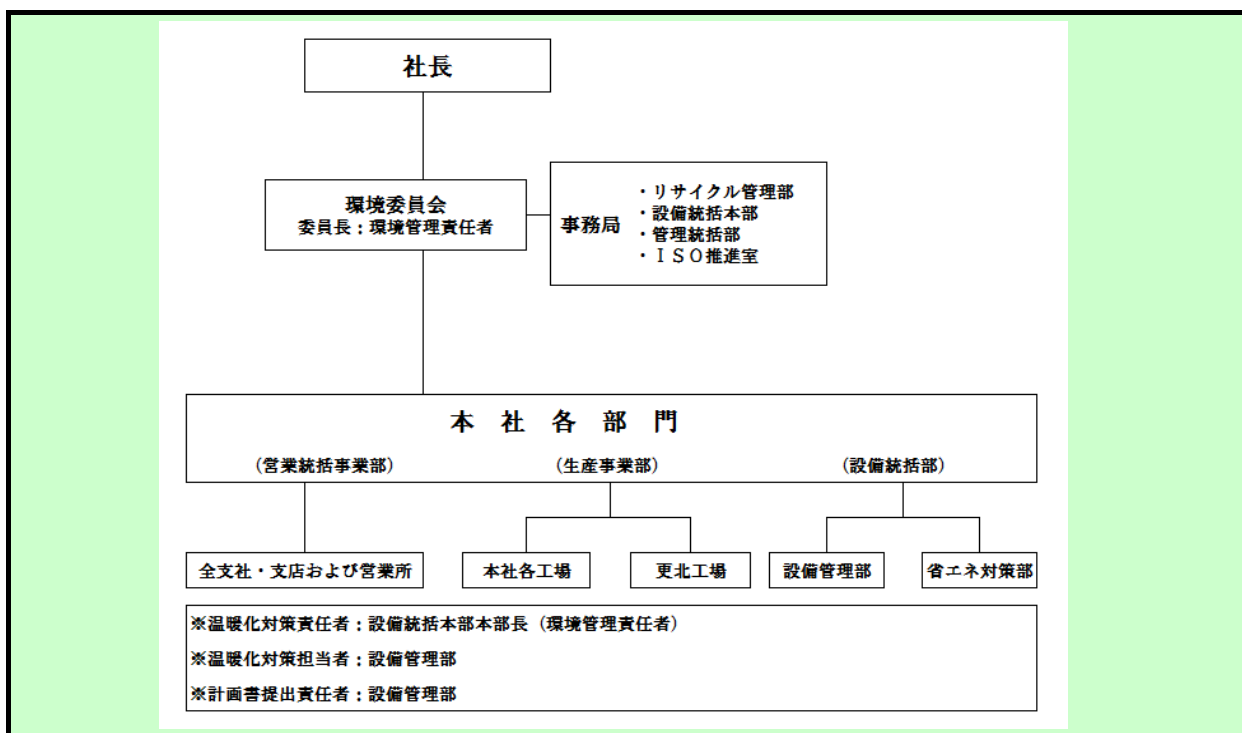 社長
環境委員会
委員長：環境管理責任者
事務局
・リサイクル管理部
・設備統括本部
・管理統括部
・ＩＳＯ推進室
本　社　各　部　門
（営業統括事業部）
（生産事業部）
（設備統括部）
全支社・支店および営業所
本社各工場
更北工場
設備管理部
省エネ対策部
※温暖化対策責任者：設備統括本部本部長（環境管理責任者）
※温暖化対策担当者：設備管理部
※計画書提出責任者：設備管理部